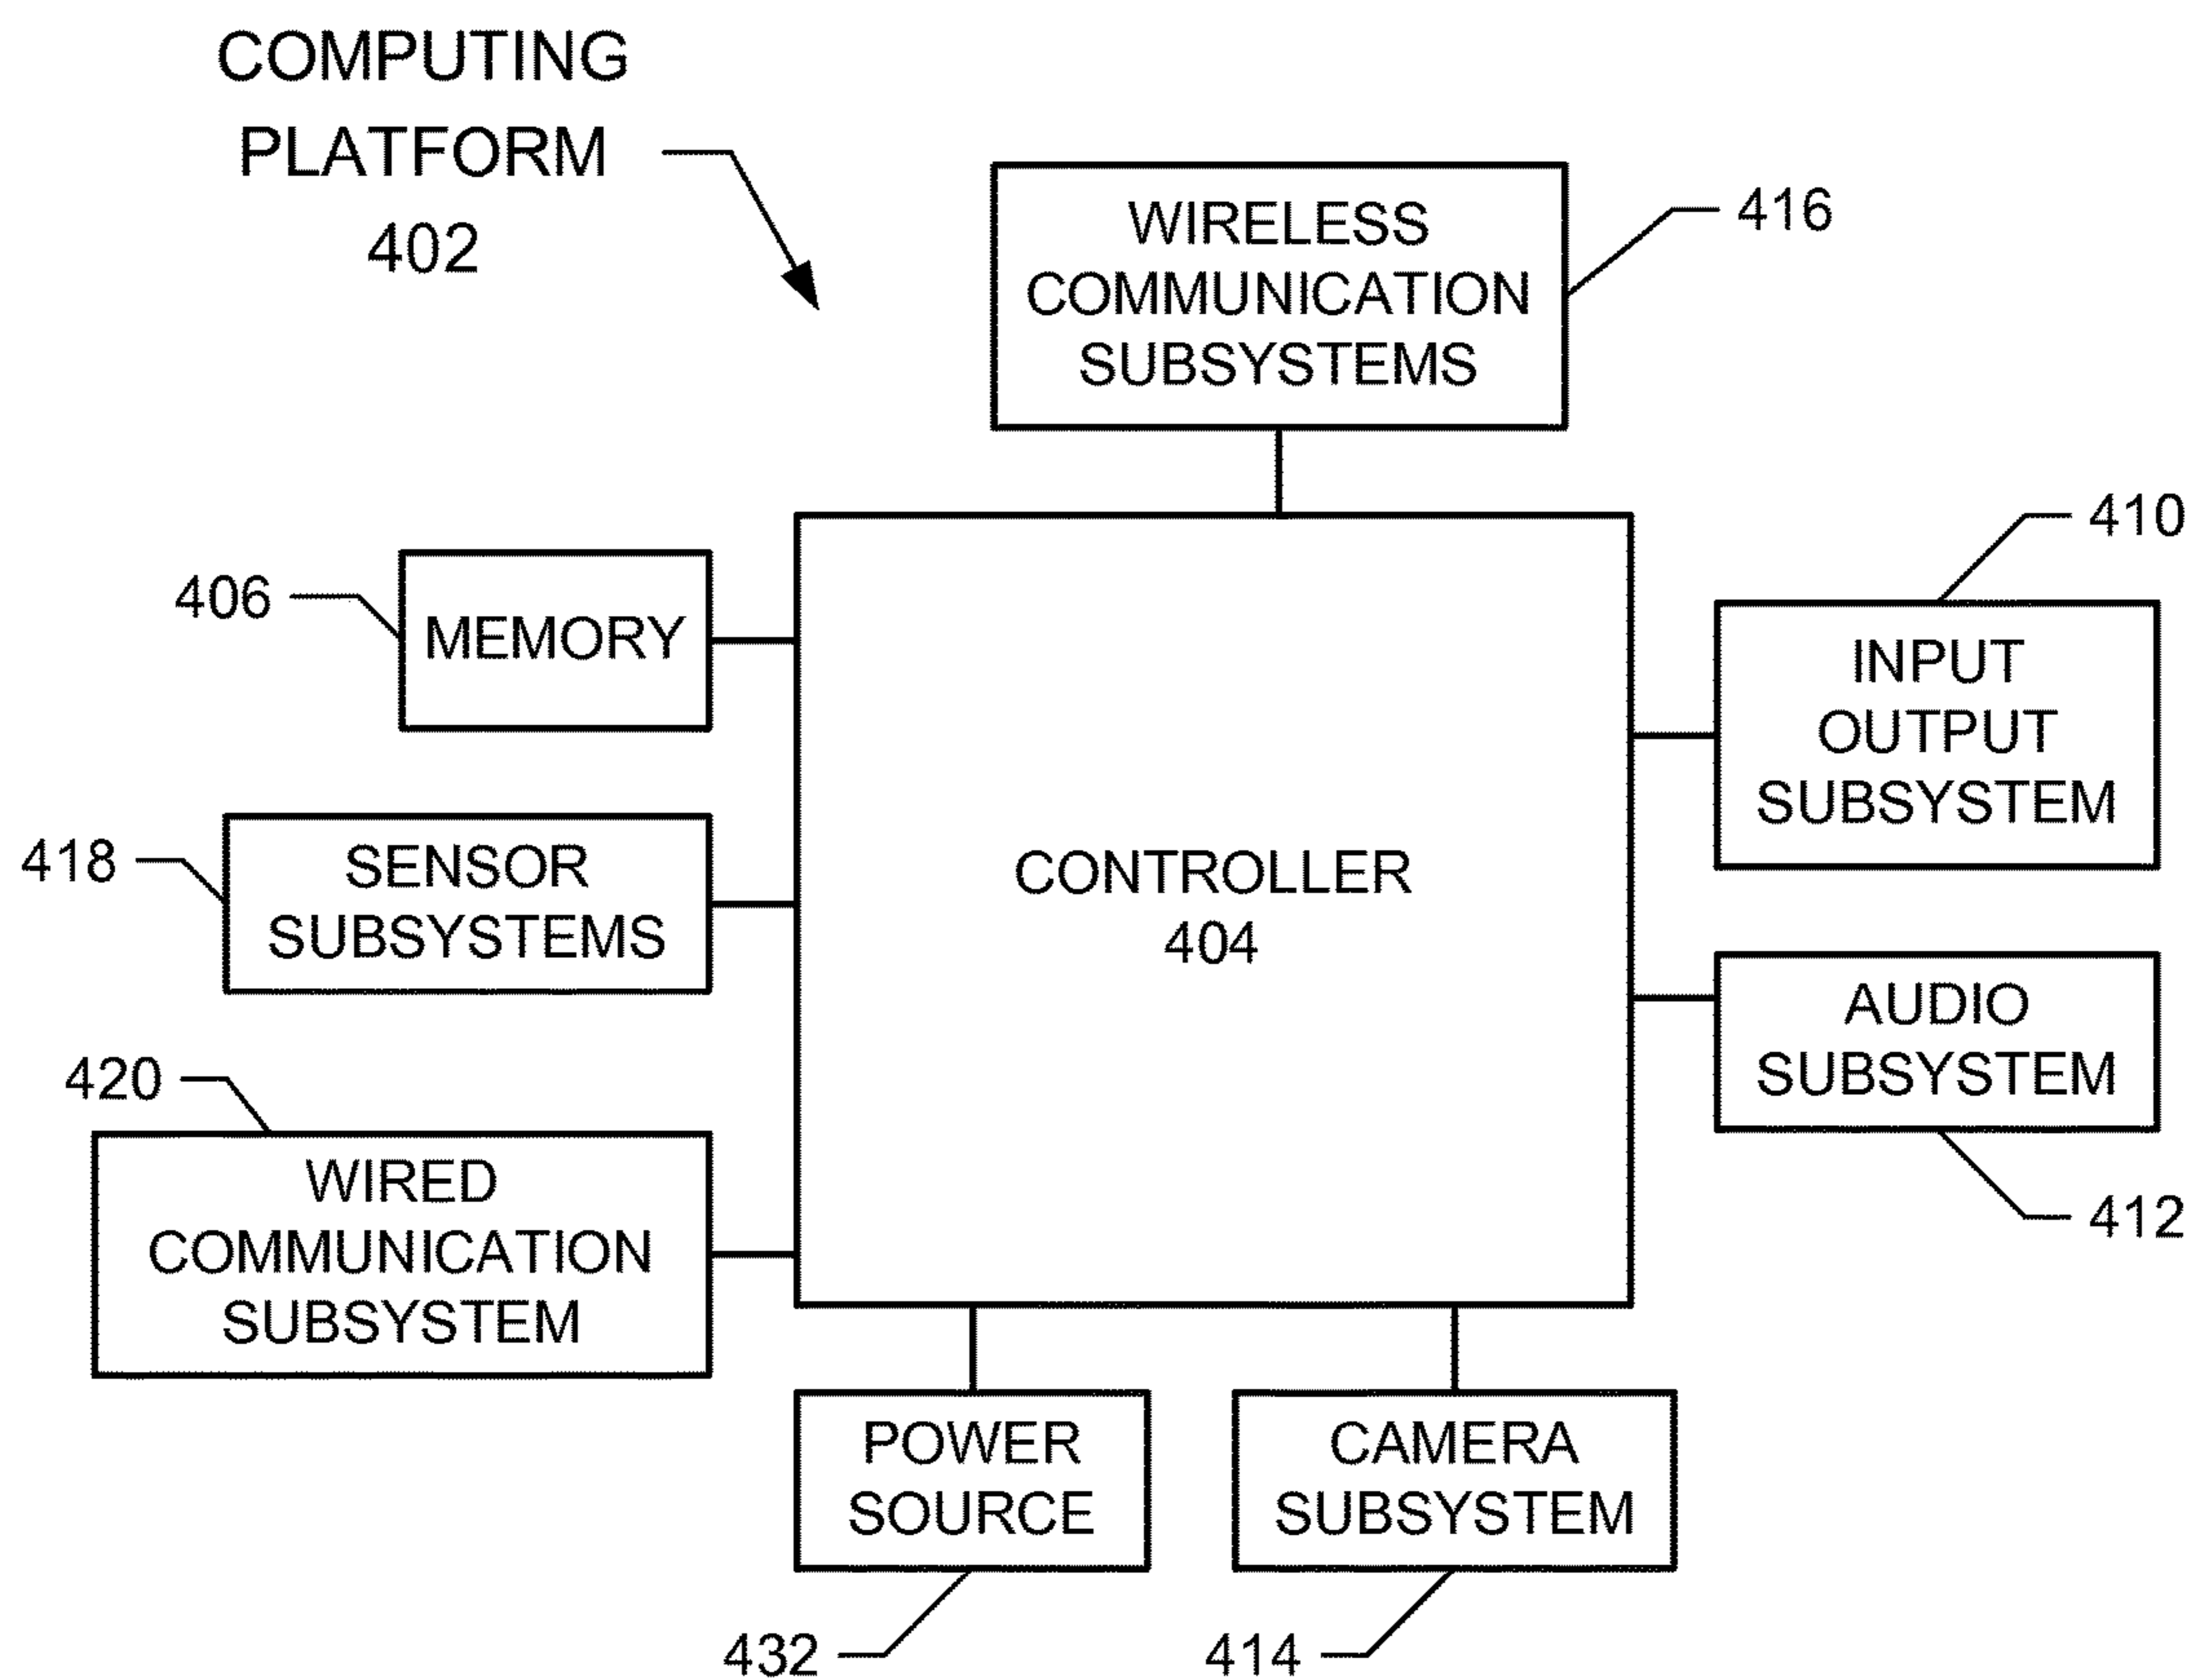 COMPUTING
PLATFORM
402
WIRELESS
COMMUNICATION
SUBSYSTEMS
416
410
406
MEMORY
INPUT
OUTPUT
SUBSYSTEM
418
SENSOR
SUBSYSTEMS
CONTROLLER
404
AUDIO
SUBSYSTEM
412
420
WIRED
COMMUNICATION
SUBSYSTEM
POWER
SOURCE
432
CAMERA
SUBSYSTEM
414